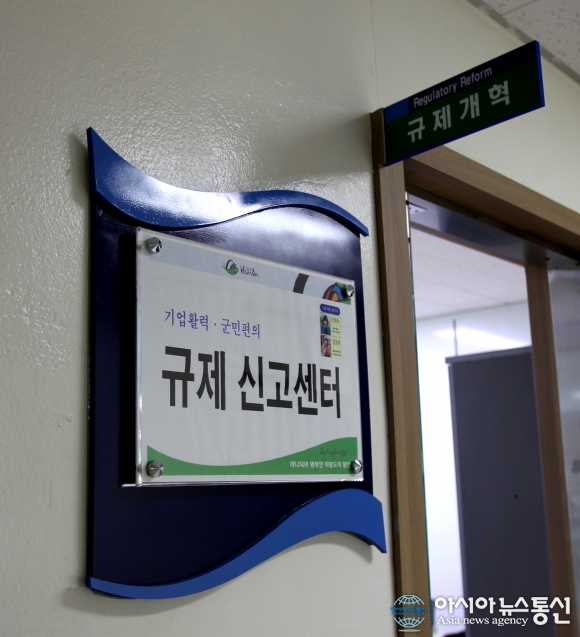 Regulatory Reform
규제개혁
기업활력 · 군민편의
규제 신고센터
아시아뉴스통신
Asia news agency